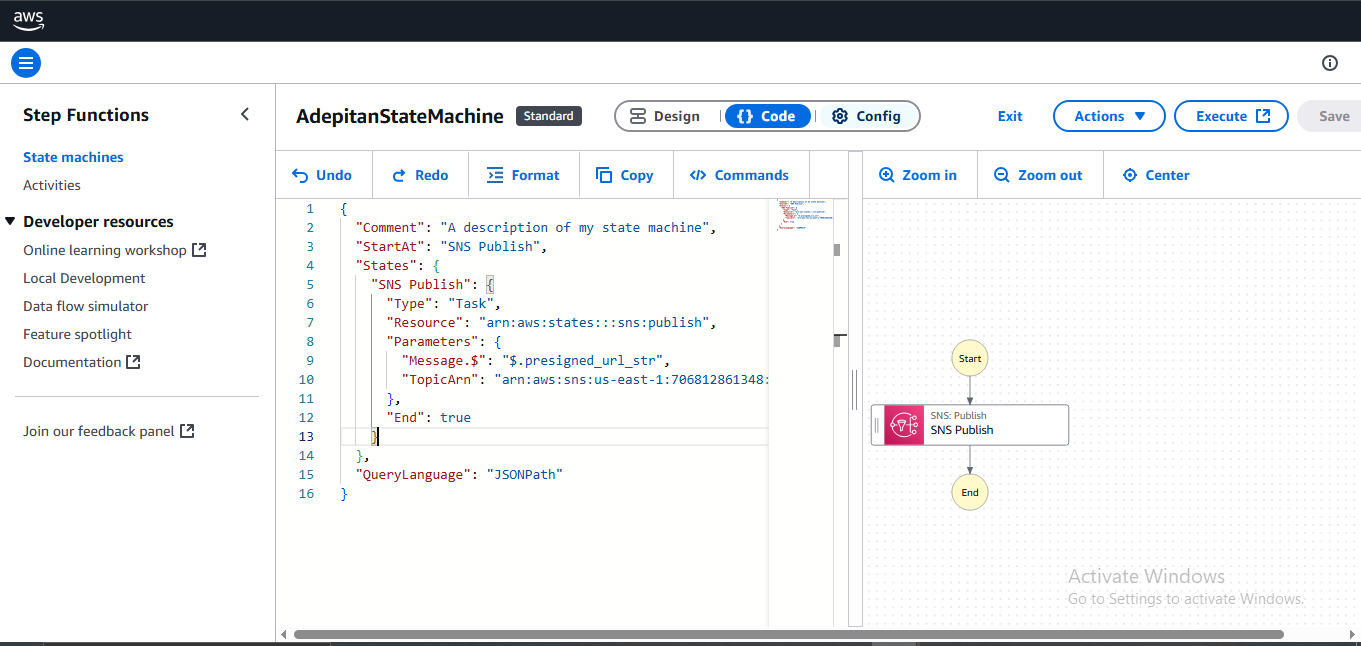 aws
Step Functions
State machines
Activities
Developer resources
Online learning workshop
Local Development
Data flow simulator
Feature spotlight
Documentation
Join our feedback panel
AdepitanStateMachine Standard Design {} Code Config Exit Actions Execute Save
Undo Redo Format Copy Commands Zoom in Zoom out Center
1 {
2 "Comment": "A description of my state machine",
3 "StartAt": "SNS Publish",
4 "States": {
5 "SNS Publish": {
6 "Type": "Task",
7 "Resource": "arn:aws:states:::sns:publish",
8 "Parameters": {
9 "Message.$": "$.presigned_url_str",
10 "TopicArn": "arn:aws:sns:us-east-1:706812861348:
11 },
12 "End": true
13 }
14 },
15 "QueryLanguage": "JSONPath"
16 }
Start
SNS: Publish
SNS Publish
End
Activate Windows
Go to Settings to activate Windows.